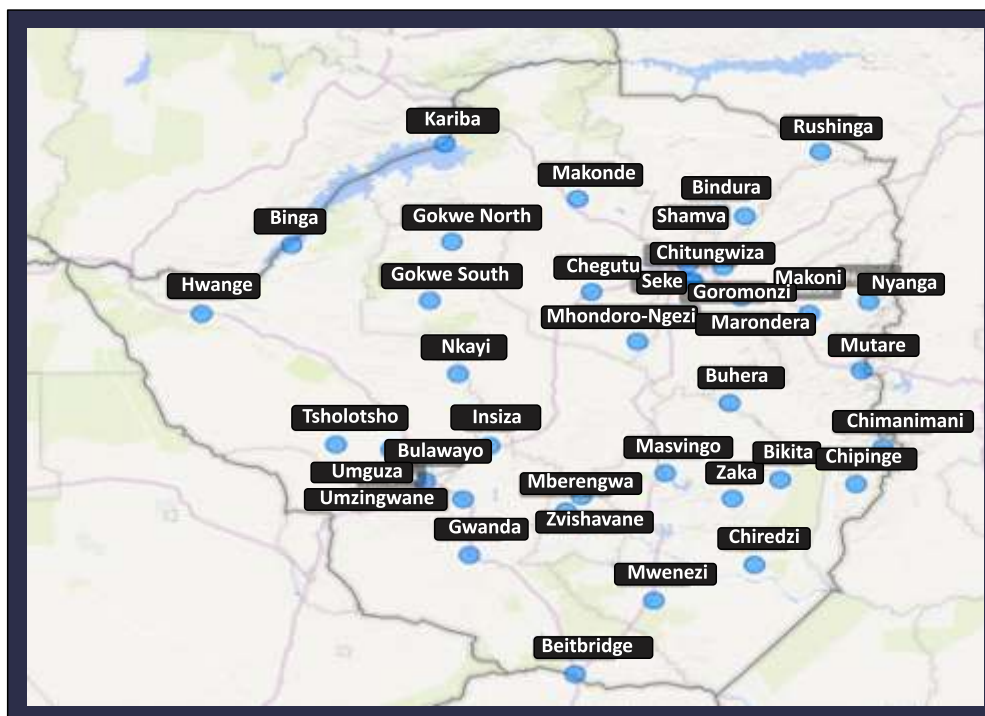 Kariba
Rushinga
Makonde
Bindura
Shamva
Binga
Gokwe North
Chitungwiza
Chegutu
Gokwe South
Seke
Makoni
Nyanga
Hwange
Goromonzi
Mhondoro-Ngezi
Marondera
Nkayi
Mutare
Buhera
Tsholotsho
Insiza
Chimanimani
Bulawayo
Masvingo
Bikita
Chipinge
Umguza
Zaka
Mberengwa
Umzingwane
Zvishavane
Gwanda
Chiredzi
Mwenezi
Beitbridge